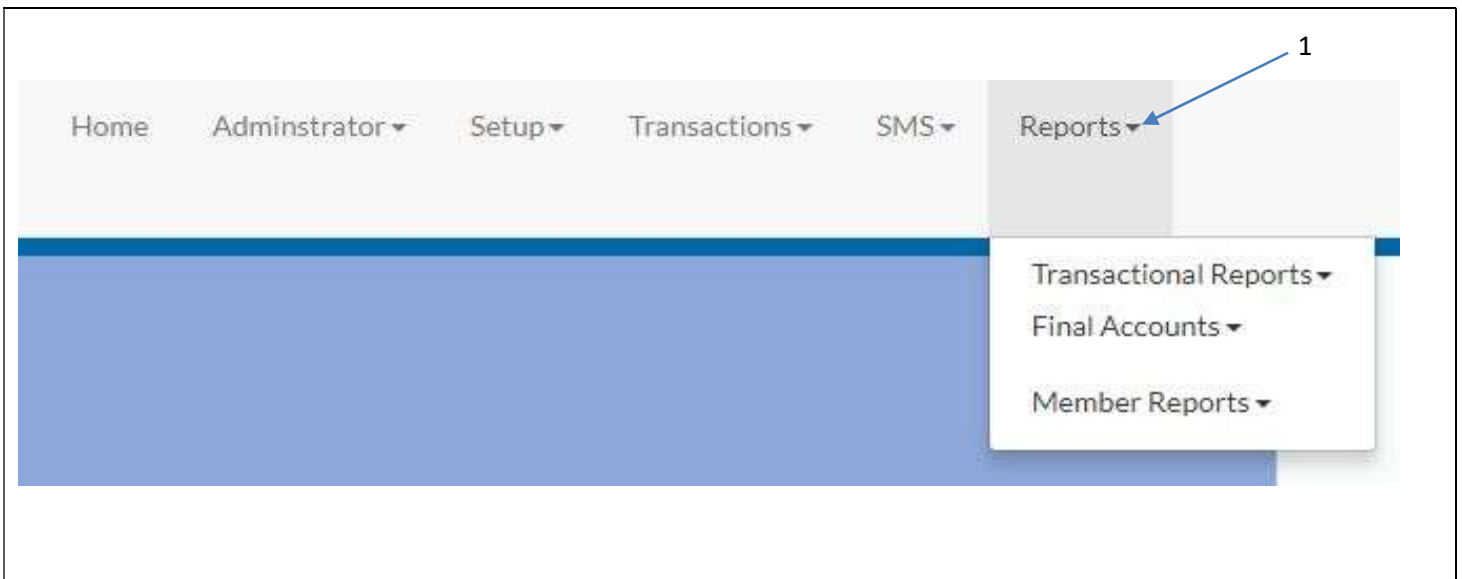 1
Home Adminstrator Setup Transactions SMS Reports
Transactional Reports
Final Accounts
Member Reports